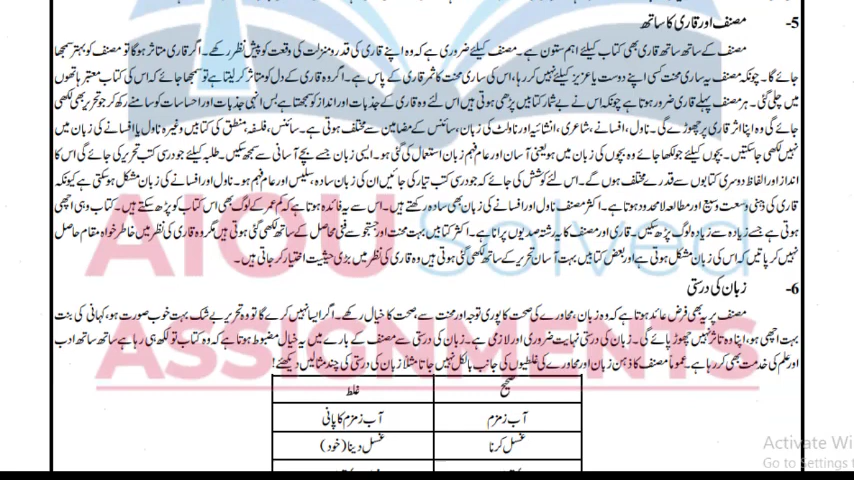 5- مصنف اور قاری کا ساتھ
مصنف کے ساتھ ساتھ قاری بھی کتاب کیلئے اہم ستون ہے۔ مصنف کیلئے ضروری ہے کہ وہ اپنے قاری کی قدر و منزلت کی وقعت کو پیش نظر رکھے۔ اگر قاری متاثر ہوگا تو مصنف کو بہتر سمجھا
جائے گا۔ چونکہ مصنف یہ ساری محنت کسی اپنے دوست یا عزیز کیلئے نہیں کر رہا، اس کی ساری محنت کا ثمر قاری کے پاس ہے۔ اگر وہ قاری کے دل کو متاثر کر لیتا ہے تو سمجھا جائے کہ اس کی کتاب معتبر ہاتھوں
میں چلی گئی۔ ہر مصنف پہلے قاری ضرور ہوتا ہے چونکہ اس نے بے شمار کتابیں پڑھی ہوتی ہیں اس لئے وہ قاری کے جذبات اور انداز کو سمجھتا ہے بس انہی جذبات اور احساسات کو سامنے رکھ کر جو تحریر بھی لکھی
جائے گی وہ اپنا اثر قاری پر چھوڑے گی۔ ناول، افسانے، شاعری، انشائیہ اور ناولٹ کی زبان، سائنس کے مضامین سے مختلف ہوتی ہے۔ سائنس، فلسفہ، منطق کی کتابیں وغیرہ ناول یا افسانے کی زبان میں
نہیں لکھی جا سکتیں۔ بچوں کیلئے جو لکھا جائے وہ بچوں کی زبان میں ہو یعنی آسان اور عام فہم زبان استعمال کی گئی ہو۔ ایسی زبان جسے بچے آسانی سے سمجھ سکیں۔ طلبہ کیلئے جو درسی کتب تحریر کی جائے گی اس کا
انداز اور الفاظ دوسری کتابوں سے قدرے مختلف ہوں گے۔ اس لئے کوشش کی جائے کہ جو درسی کتب تیار کی جائیں ان کی زبان سادہ، سلیس اور عام فہم ہو۔ ناول اور افسانے کی زبان مشکل ہو سکتی ہے کیونکہ
قاری کی ذہنی وسعت وسیع اور مطالعہ لامحدود ہوتا ہے۔ اکثر مصنف ناول اور افسانے کی زبان بھی سادہ رکھتے ہیں۔ اس سے یہ فائدہ ہوتا ہے کہ کم عمر کے لوگ بھی اس کتاب کو پڑھ سکتے ہیں۔ کتاب وہی اچھی
ہوتی ہے جسے زیادہ سے زیادہ لوگ پڑھ سکیں۔ قاری اور مصنف کا یہ رشتہ صدیوں پرانا ہے۔ اکثر کتابیں بہت محنت اور جستجو سے فنی محاصل کے ساتھ لکھی گئی ہوتی ہیں مگر وہ قاری کی نظر میں خاطر خواہ مقام حاصل
نہیں کر پاتیں کہ اس کی زبان مشکل ہوتی ہے اور بعض کتابیں بہت آسان تحریر کے ساتھ لکھی گئی ہوتی ہیں وہ قاری کی نظر میں بڑی حیثیت اختیار کر جاتی ہیں۔
AIOU Solved
6- زبان کی درستی
مصنف پر یہ بھی فرض عائد ہوتا ہے کہ وہ زبان، محاورے کی صحت کا پوری توجہ اور محنت سے صحت کا خیال رکھے۔ اگر ایسا نہیں کرے گا تو وہ تحریر بے شک بہت خوب صورت ہو، کہانی کی بنت
بہت اچھی ہو، اپنا وہ تاثر نہیں چھوڑ پائے گی۔ زبان کی درستی نہایت ضروری اور لازمی ہے۔ زبان کی درستی سے مصنف کے بارے میں یہ خیال مضبوط ہوتا ہے کہ وہ کتاب تو لکھ ہی رہا ہے ساتھ ساتھ ادب
ASSIGNMENTS
اور علم کی خدمت بھی کر رہا ہے۔ عموماً مصنف کا ذہن زبان اور محاورے کی غلطیوں کی جانب بالکل نہیں جاتا مثلاً زبان کی درستی کی چند مثالیں دیکھئے!
صحیح غلط
آب زمزم آب زمزم کا پانی
غسل کرنا غسل دینا (خود)
Activate Wi
Go to Settings t